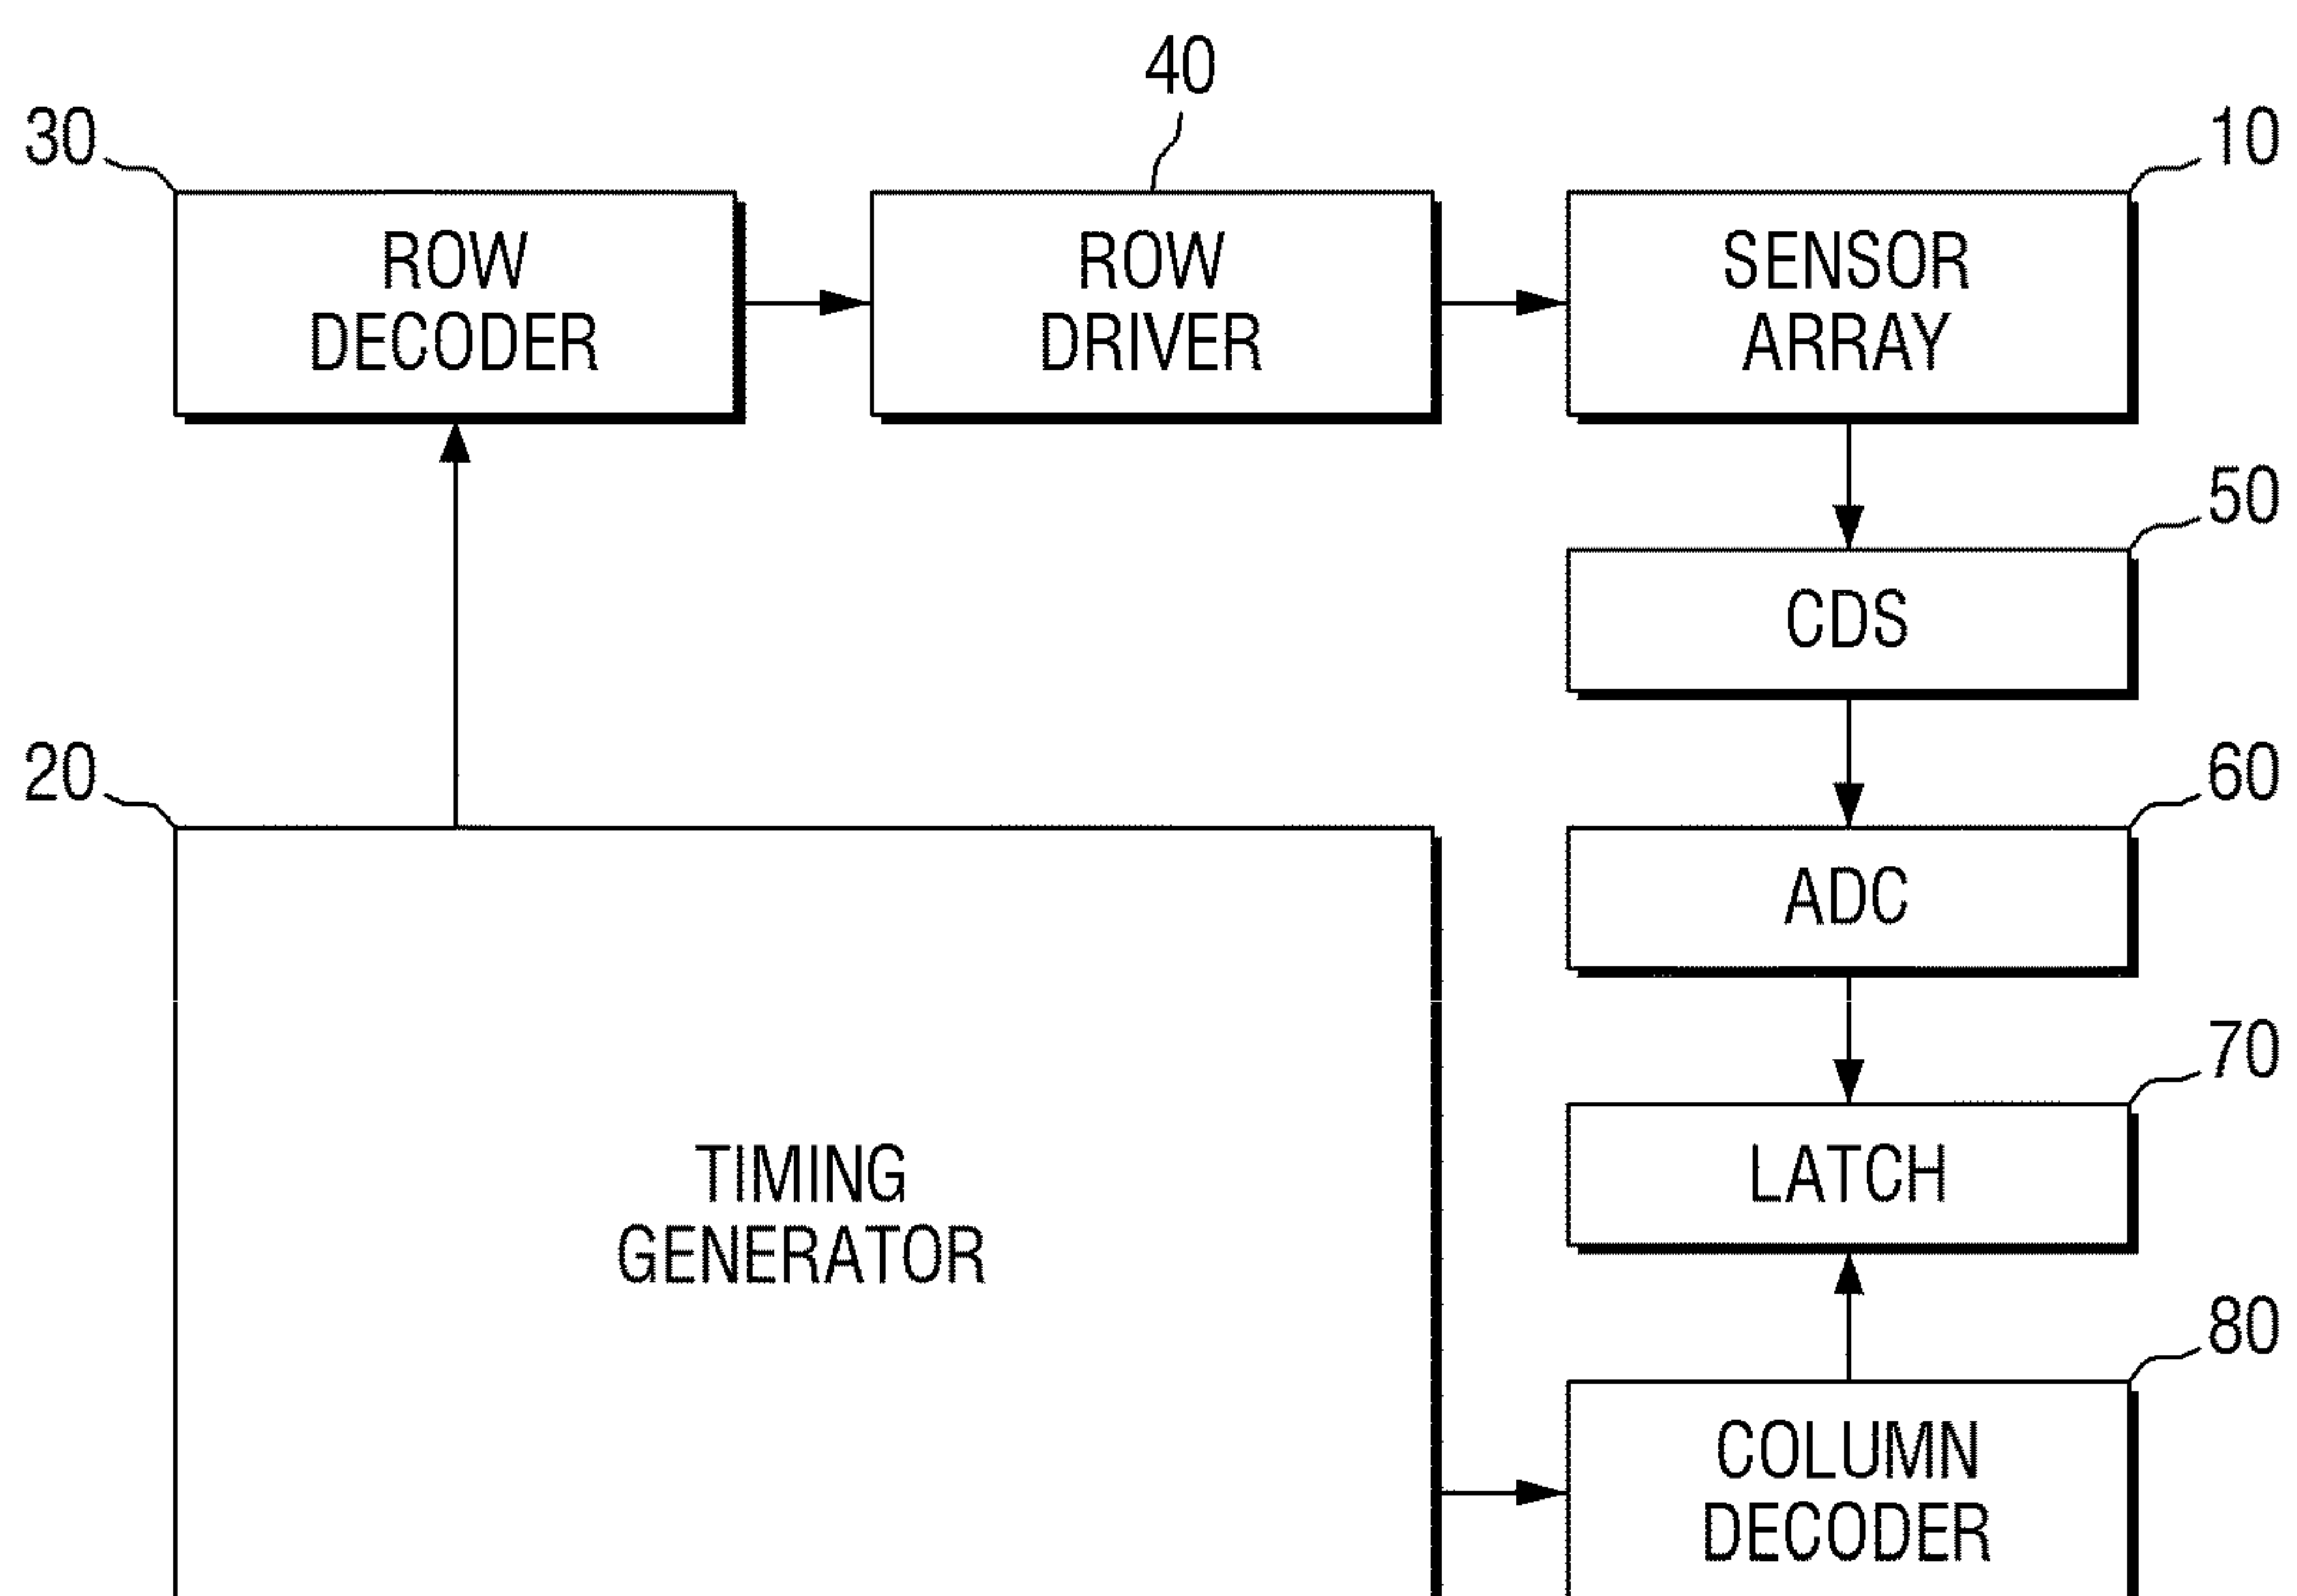 40
30
10
ROW
DECODER
ROW
DRIVER
SENSOR
ARRAY
50
CDS
20
60
ADC
70
TIMING
GENERATOR
LATCH
80
COLUMN
DECODER